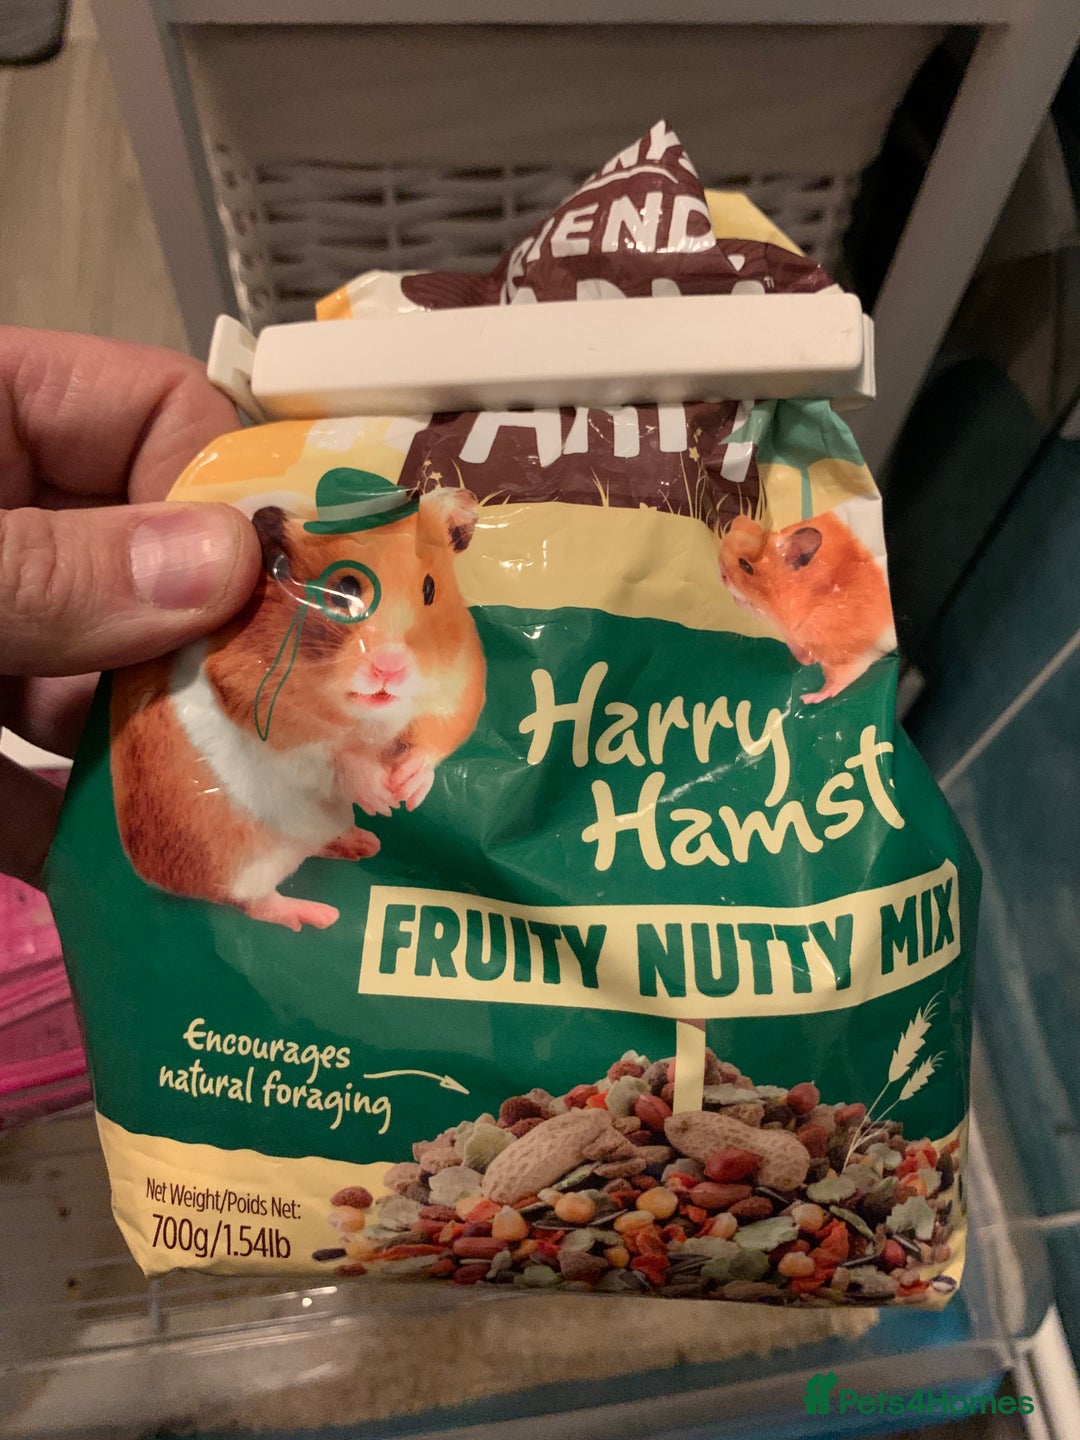 Harry
Hamst
FRUITY NUTTY MIX
Encourages
natural foraging
Net Weight/Poids Net:
700g/1.54lb
Pets4Homes